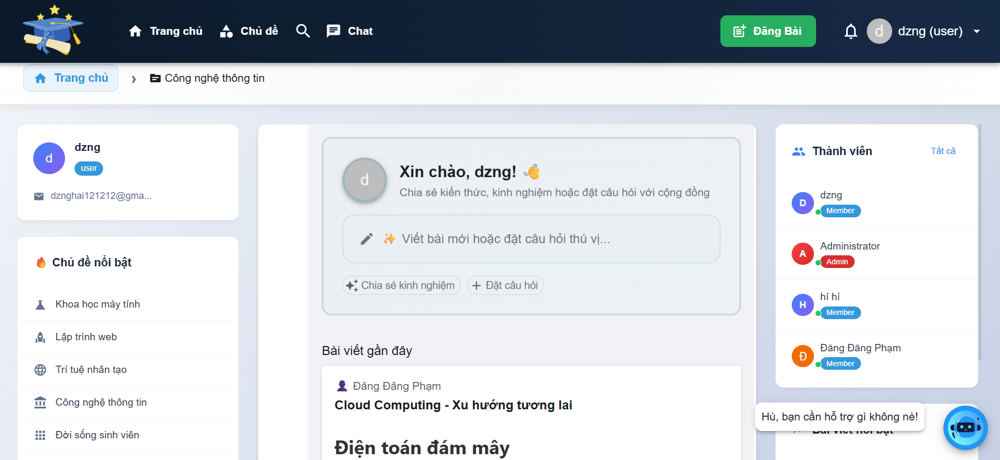 Trang chủ
Chủ đề
Chat
Đăng Bài
d
dzng (user)
Trang chủ
›
Công nghệ thông tin
d
dzng
user
dznghai121212@gma...
🔥 Chủ đề nổi bật
Khoa học máy tính
Lập trình web
Trí tuệ nhân tạo
Công nghệ thông tin
Đời sống sinh viên
d
Xin chào, dzng! 👋
Chia sẻ kiến thức, kinh nghiệm hoặc đặt câu hỏi với cộng đồng
✨ Viết bài mới hoặc đặt câu hỏi thú vị...
Chia sẻ kinh nghiệm
Đặt câu hỏi
Bài viết gần đây
👤 Đăng Đăng Phạm
Cloud Computing - Xu hướng tương lai
Điện toán đám mây
Thành viên
Tất cả
D
dzng
Member
A
Administrator
Admin
H
hí hí
Member
Đ
Đăng Đăng Phạm
Member
Hù, bạn cần hỗ trợ gì không nè!
Bài viết nổi bật